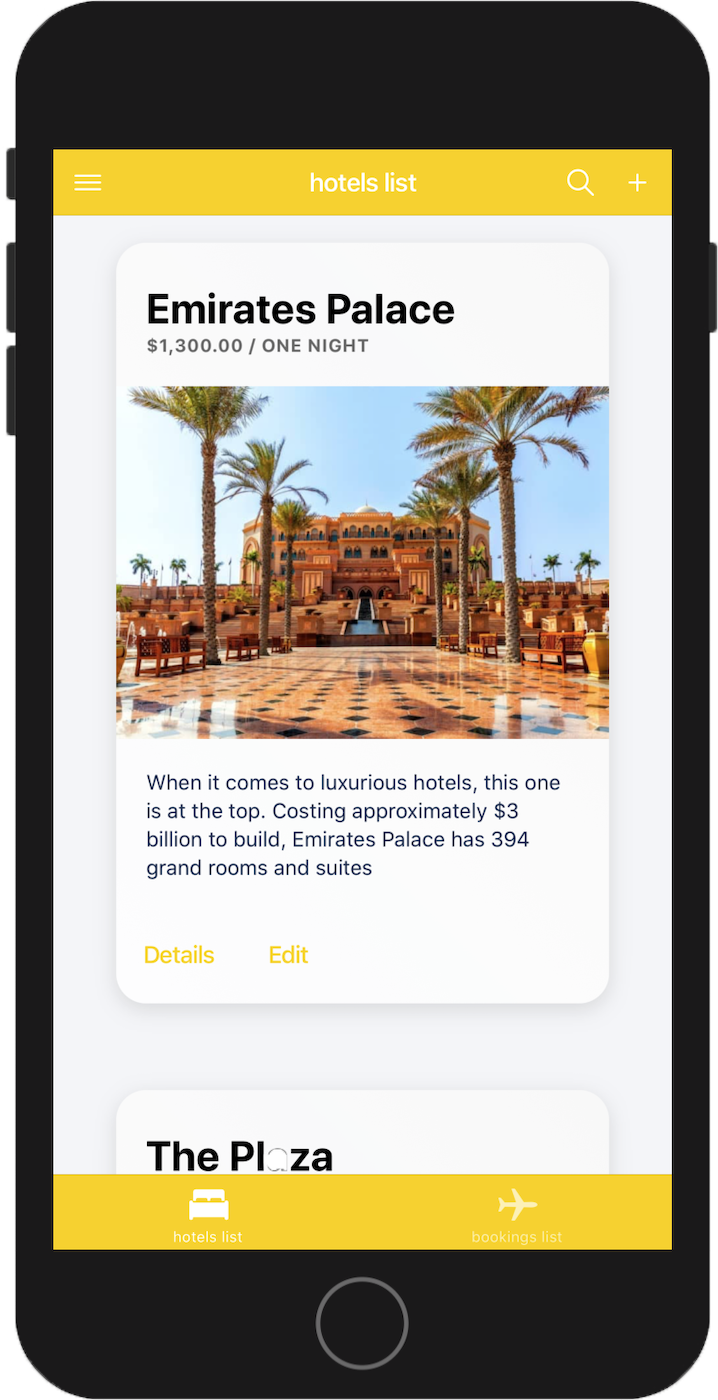 hotels list
Emirates Palace
$1,300.00 / ONE NIGHT
When it comes to luxurious hotels, this one
is at the top. Costing approximately $3
billion to build, Emirates Palace has 394
grand rooms and suites
Details Edit
The Plaza
hotels list bookings list